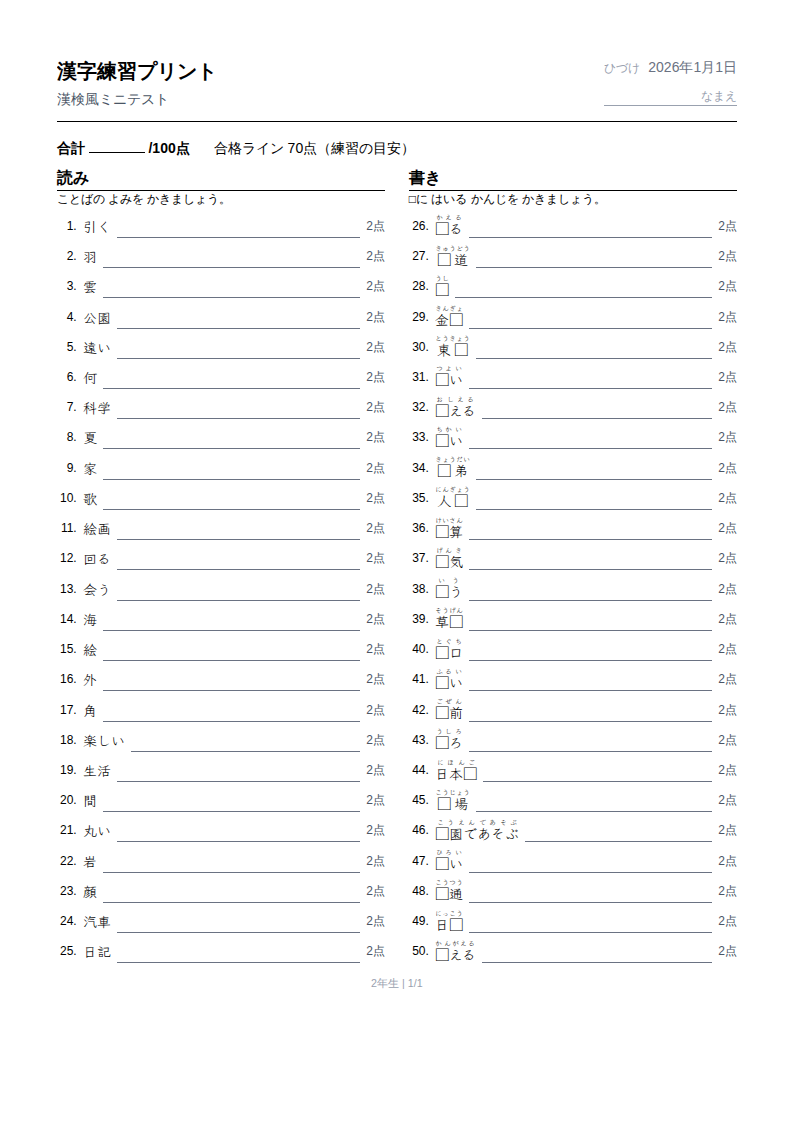 漢字練習プリント
漢検風ミニテスト
ひづけ 2026年1月1日
なまえ
合計 /100点 合格ライン 70点（練習の目安）
読み
ことばの よみを かきましょう。
1. 引く 2点
2. 羽 2点
3. 雲 2点
4. 公園 2点
5. 遠い 2点
6. 何 2点
7. 科学 2点
8. 夏 2点
9. 家 2点
10. 歌 2点
11. 絵画 2点
12. 回る 2点
13. 会う 2点
14. 海 2点
15. 絵 2点
16. 外 2点
17. 角 2点
18. 楽しい 2点
19. 生活 2点
20. 間 2点
21. 丸い 2点
22. 岩 2点
23. 顔 2点
24. 汽車 2点
25. 日記 2点
書き
□に はいる かんじを かきましょう。
かえる
26. □る 2点
きゅうどう
27. □道 2点
うし
28. □ 2点
きんぎょ
29. 金□ 2点
とうきょう
30. 東□ 2点
つよい
31. □い 2点
おしえる
32. □える 2点
ちかい
33. □い 2点
きょうだい
34. □弟 2点
にんぎょう
35. 人□ 2点
けいさん
36. □算 2点
げんき
37. □気 2点
いう
38. □う 2点
そうげん
39. 草□ 2点
とぐち
40. □口 2点
ふるい
41. □い 2点
ごぜん
42. □前 2点
うしろ
43. □ろ 2点
にほんご
44. 日本□ 2点
こうじょう
45. □場 2点
こうえんであそぶ
46. □園であそぶ 2点
ひろい
47. □い 2点
こうつう
48. □通 2点
にっこう
49. 日□ 2点
かんがえる
50. □える 2点
2年生 | 1/1